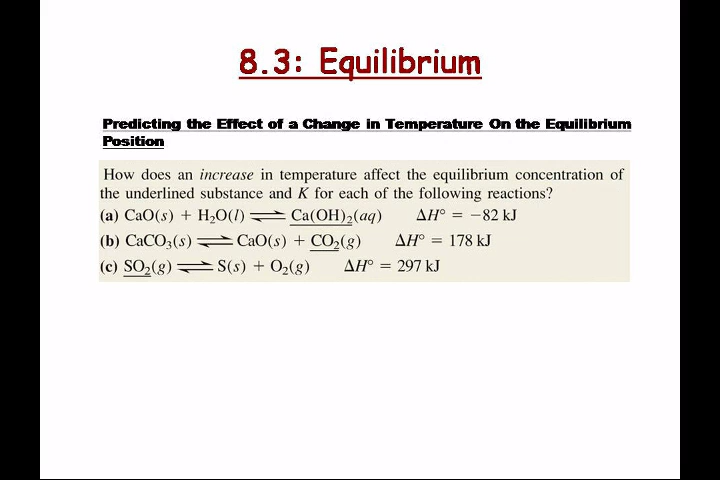 8.3: Equilibrium
Predicting the Effect of a Change in Temperature On the Equilibrium
Position
How does an increase in temperature affect the equilibrium concentration of
the underlined substance and K for each of the following reactions?
(a) CaO(s) + H₂O(l) ⇌ Ca(OH)₂(aq) ΔH° = −82 kJ
(b) CaCO₃(s) ⇌ CaO(s) + CO₂(g) ΔH° = 178 kJ
(c) SO₂(g) ⇌ S(s) + O₂(g) ΔH° = 297 kJ